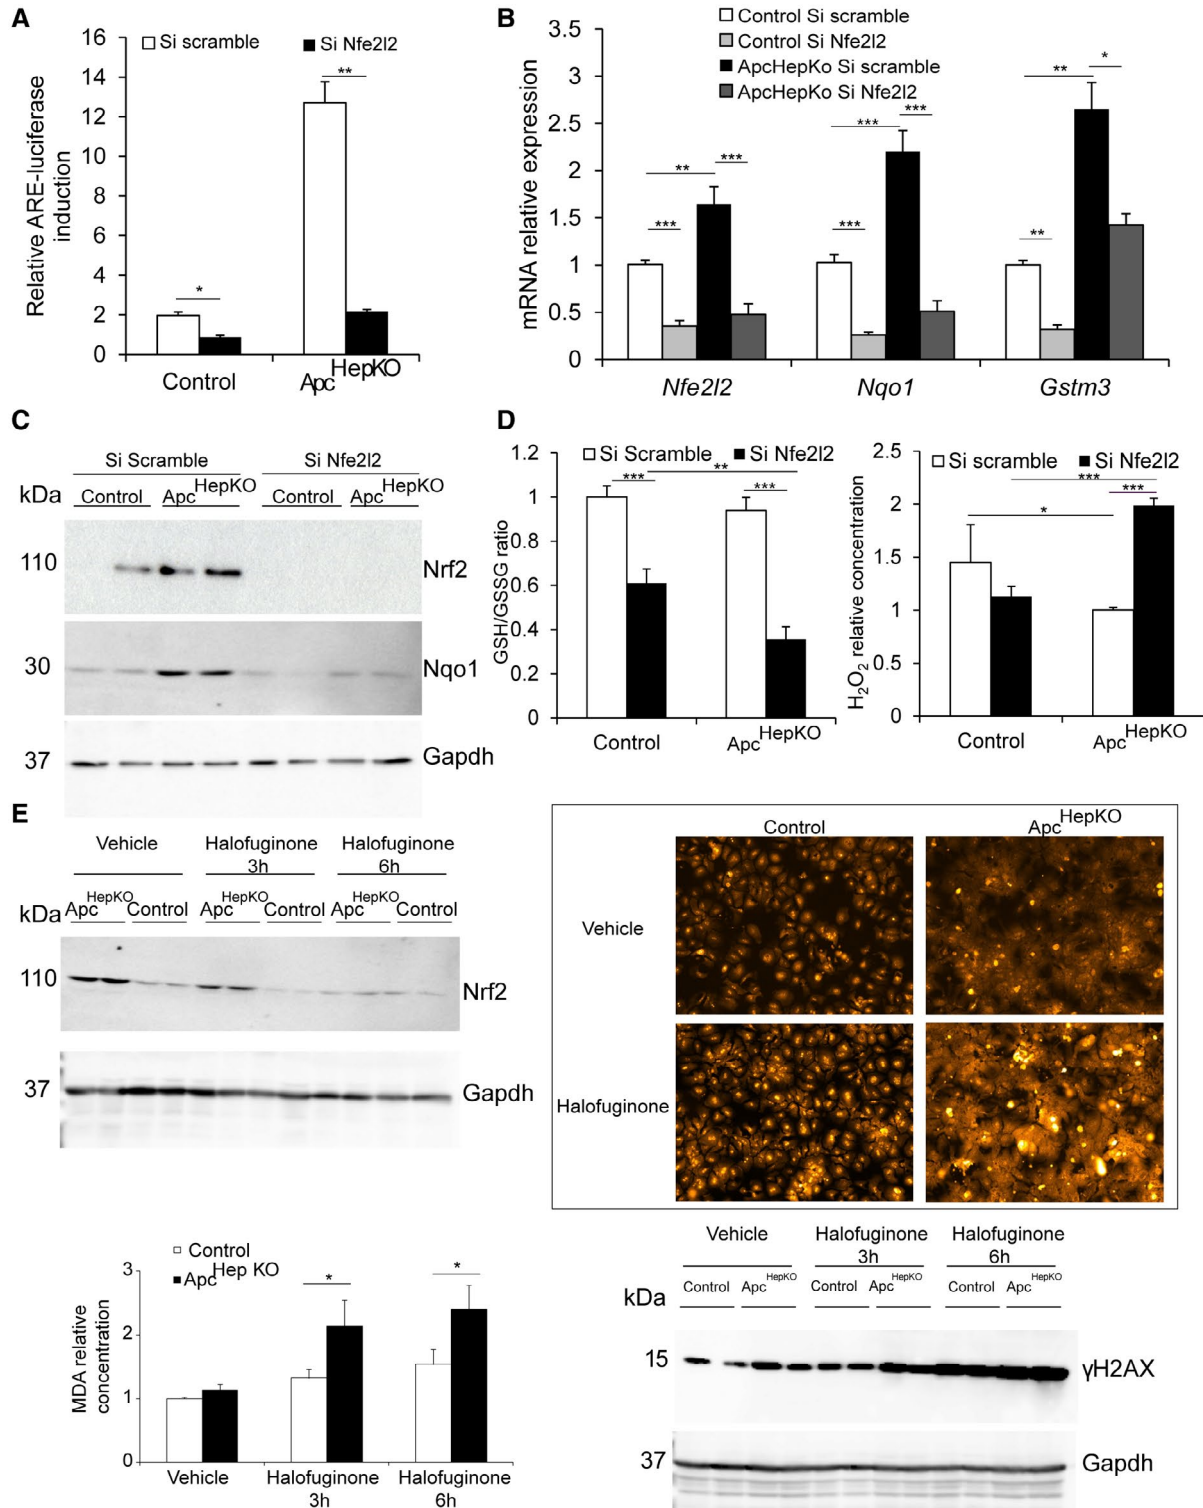 A
Relative ARE-luciferase
induction
16
14
12
10
8
6
4
2
0
Si scramble
Si Nfe2l2
*
**
Control
Apc HepKO
B
mRNA relative expression
3.5
3
2.5
2
1.5
1
0.5
0
Control Si scramble
Control Si Nfe2l2
ApcHepKo Si scramble
ApcHepKo Si Nfe2l2
***
**
***
***
***
***
**
**
*
Nfe2l2
Nqo1
Gstm3
C
Si Scramble
Si Nfe2l2
kDa
Control
Apc HepKO
Control
Apc HepKO
110
Nrf2
30
Nqo1
37
Gapdh
D
GSH/GSSG ratio
1.2
1
0.8
0.6
0.4
0.2
0
Si Scramble
Si Nfe2l2
***
**
***
Control
Apc HepKO
H2O2 relative concentration
2.5
2
1.5
1
0.5
0
Si scramble
Si Nfe2l2
*
***
***
Control
Apc HepKO
E
Vehicle
Halofuginone
3h
Halofuginone
6h
kDa
Apc HepKO
Control
Apc HepKO
Control
Apc HepKO
Control
110
Nrf2
37
Gapdh
Control
Apc HepKO
Vehicle
Halofuginone
MDA relative
concentration
3
2
1
0
Control
Apc Hep KO
*
*
Vehicle
Halofuginone
3h
Halofuginone
6h
Vehicle
Halofuginone
3h
Halofuginone
6h
kDa
Control
Apc HepKO
Control
Apc HepKO
Control
Apc HepKO
15
γH2AX
37
Gapdh